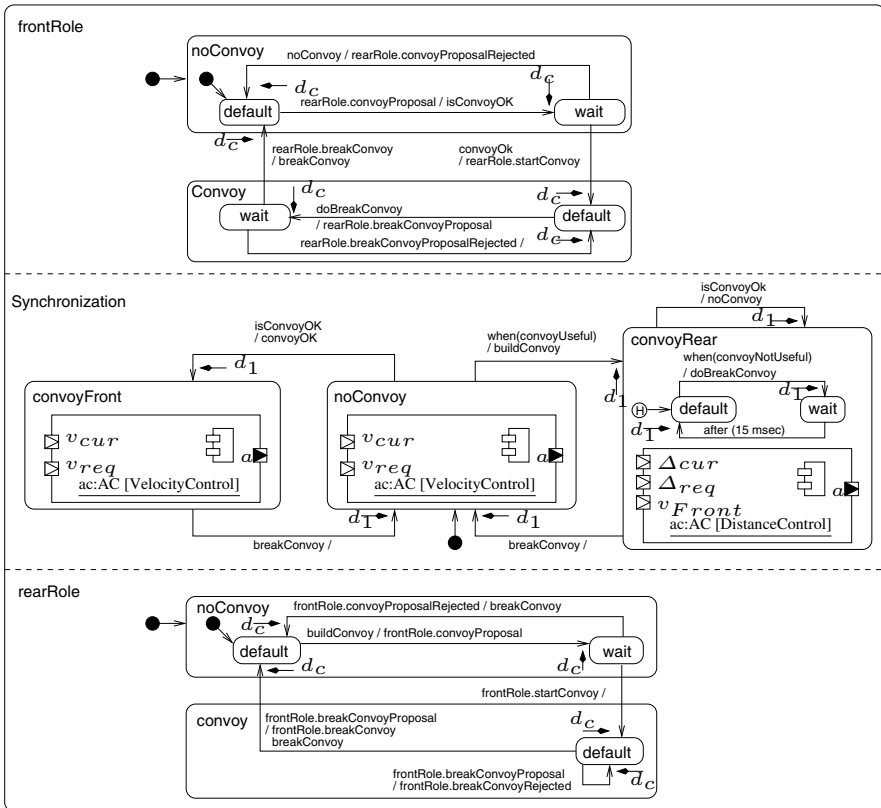 frontRole
noConvoy
noConvoy / rearRole.convoyProposalRejected
d_c
d_c
rearRole.convoyProposal / isConvoyOK
default
wait
d_c
rearRole.breakConvoy
/ breakConvoy
convoyOk
/ rearRole.startConvoy
Convoy
d_c
d_c
wait
doBreakConvoy
/ rearRole.breakConvoyProposal
default
rearRole.breakConvoyProposalRejected /
d_c
Synchronization
isConvoyOk
/ noConvoy
d_1
isConvoyOK
/ convoyOK
d_1
when(convoyUseful)
/ buildConvoy
convoyRear
when(convoyNotUseful)
/ doBreakConvoy
d_1
d_1
H
default
wait
d_1
after (15 msec)
convoyFront
v_cur
v_req
a
ac:AC [VelocityControl]
noConvoy
v_cur
v_req
a
ac:AC [VelocityControl]
Δ_cur
Δ_req
v_Front
a
ac:AC [DistanceControl]
d_1
d_1
breakConvoy /
breakConvoy /
rearRole
noConvoy
frontRole.convoyProposalRejected / breakConvoy
d_c
buildConvoy / frontRole.convoyProposal
default
wait
d_c
d_c
frontRole.startConvoy /
convoy
frontRole.breakConvoyProposal
/ frontRole.breakConvoy
breakConvoy
d_c
default
frontRole.breakConvoyProposal
/ frontRole.breakConvoyRejected
d_c